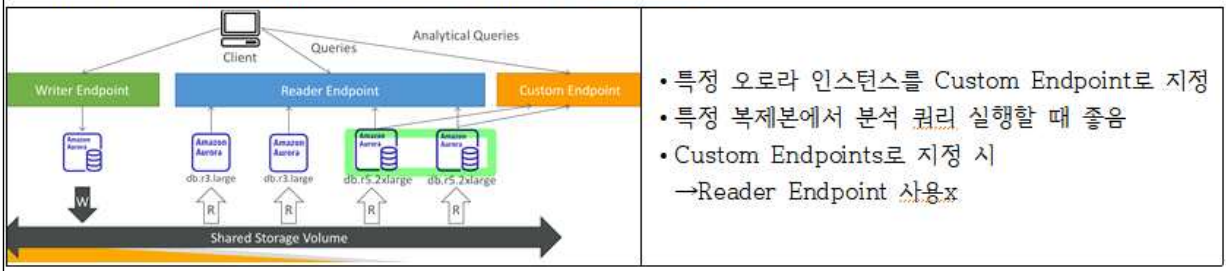 Client
Queries
Analytical Queries
Writer Endpoint
Reader Endpoint
Custom Endpoint
Amazon Aurora
Amazon Aurora
Amazon Aurora
Amazon Aurora
Amazon Aurora
db.r3.large
db.r3.large
db.r5.2xlarge
db.r5.2xlarge
W
R
R
R
R
Shared Storage Volume
• 특정 오로라 인스턴스를 Custom Endpoint로 지정
• 특정 복제본에서 분석 쿼리 실행할 때 좋음
• Custom Endpoints로 지정 시
→Reader Endpoint 사용x